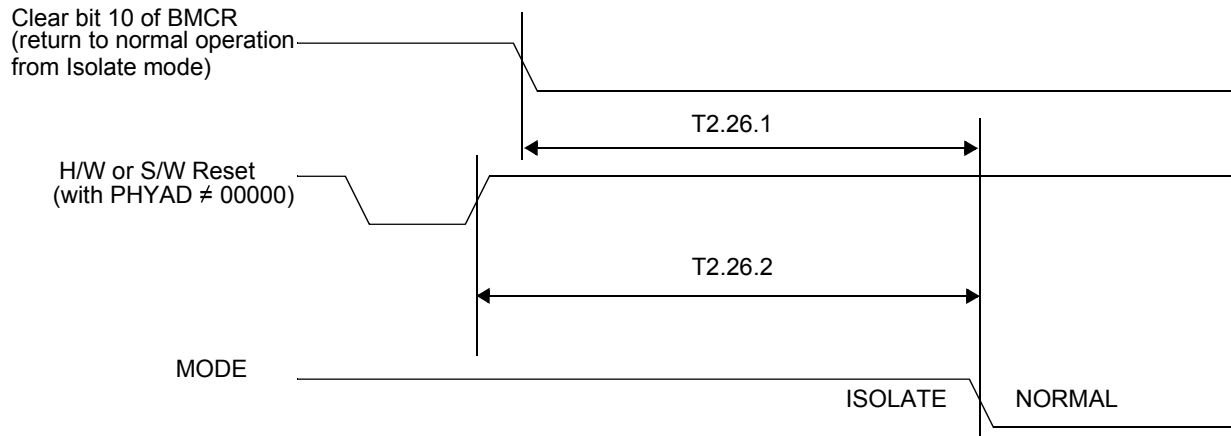 Clear bit 10 of BMCR
(return to normal operation
from Isolate mode)
T2.26.1
H/W or S/W Reset
(with PHYAD ≠ 00000)
T2.26.2
MODE
ISOLATE
NORMAL